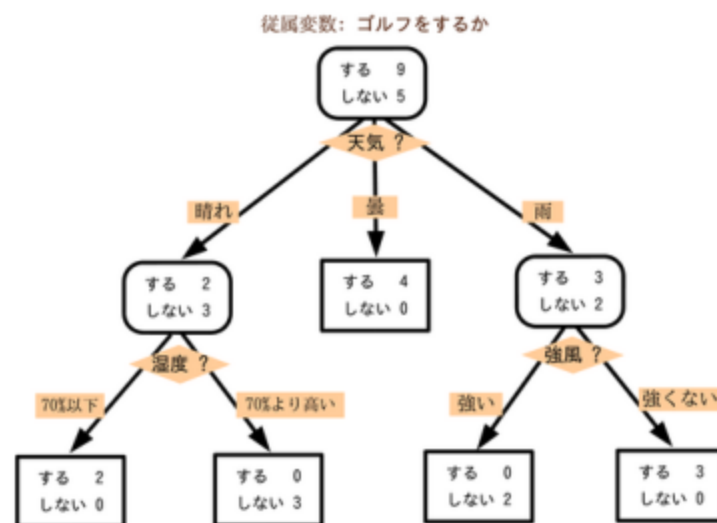 従属変数: ゴルフをするか
する 9
しない 5
天気 ?
晴れ
曇
雨
する 2
しない 3
する 4
しない 0
する 3
しない 2
湿度 ?
強風 ?
70%以下
70%より高い
強い
強くない
する 2
しない 0
する 0
しない 3
する 0
しない 2
する 3
しない 0